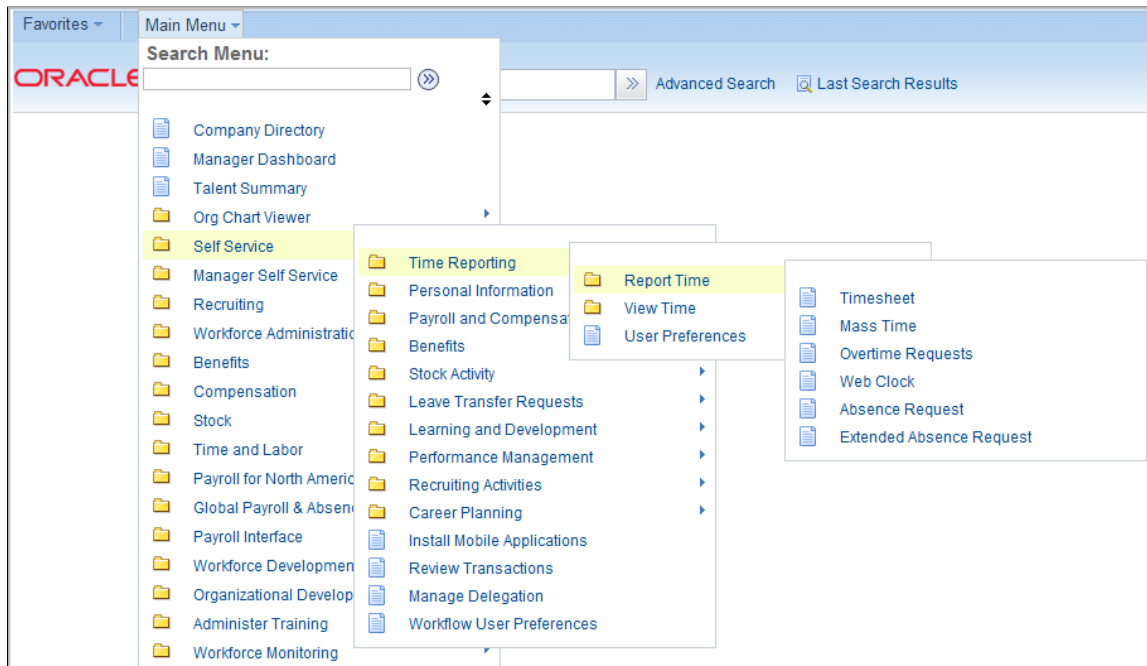 Favorites
Main Menu
Search Menu:
ORACLE
Advanced Search
Last Search Results
Company Directory
Manager Dashboard
Talent Summary
Org Chart Viewer
Self Service
Manager Self Service
Recruiting
Workforce Administratio
Benefits
Compensation
Stock
Time and Labor
Payroll for North Americ
Global Payroll & Absen
Payroll Interface
Workforce Developmen
Organizational Develop
Administer Training
Workforce Monitoring
Time Reporting
Personal Information
Payroll and Compensat
Benefits
Stock Activity
Leave Transfer Requests
Learning and Development
Performance Management
Recruiting Activities
Career Planning
Install Mobile Applications
Review Transactions
Manage Delegation
Workflow User Preferences
Report Time
View Time
User Preferences
Timesheet
Mass Time
Overtime Requests
Web Clock
Absence Request
Extended Absence Request